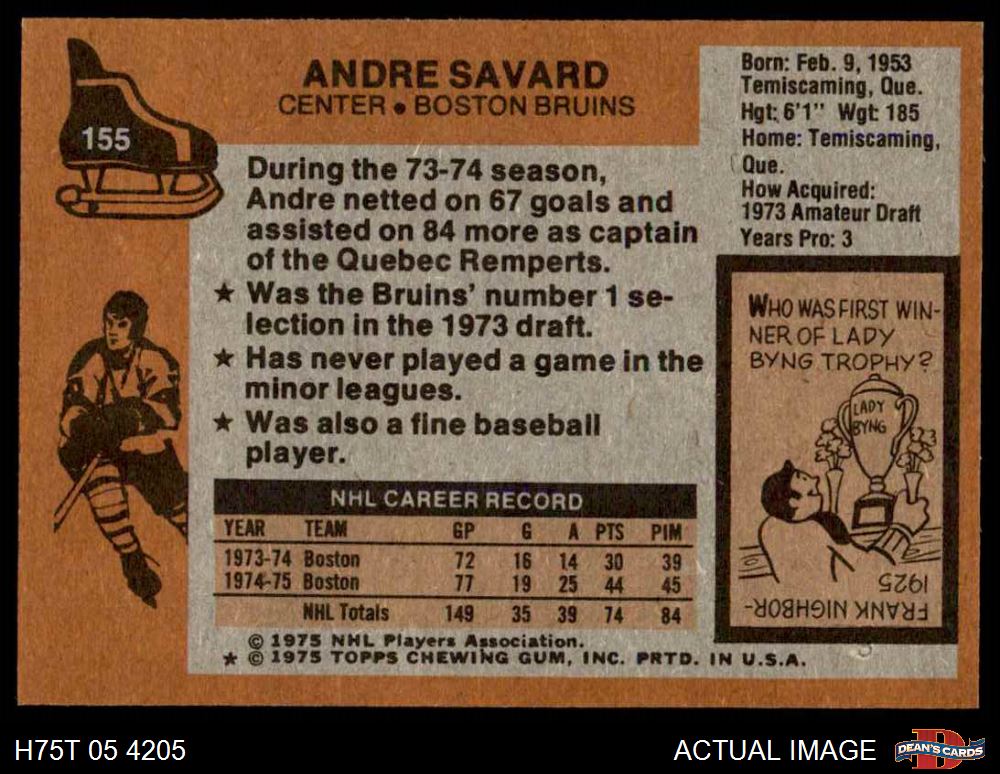 ANDRE SAVARD
CENTER • BOSTON BRUINS
155
During the 73-74 season,
Andre netted on 67 goals and
assisted on 84 more as captain
of the Quebec Remperts.
★ Was the Bruins' number 1 se-
lection in the 1973 draft.
★ Has never played a game in the
minor leagues.
★ Was also a fine baseball
player.
NHL CAREER RECORD
YEAR TEAM GP G A PTS PIM
1973-74 Boston 72 16 14 30 39
1974-75 Boston 77 19 25 44 45
NHL Totals 149 35 39 74 84
© 1975 NHL Players Association.
★ © 1975 TOPPS CHEWING GUM, INC. PRTD. IN U.S.A.
Born: Feb. 9, 1953
Temiscaming, Que.
Hgt: 6'1" Wgt: 185
Home: Temiscaming,
Que.
How Acquired:
1973 Amateur Draft
Years Pro: 3
WHO WAS FIRST WIN-
NER OF LADY
BYNG TROPHY?
LADY
BYNG
FRANK NIGHBOR-
1925
H75T 05 4205
ACTUAL IMAGE
D
DEAN'S CARDS